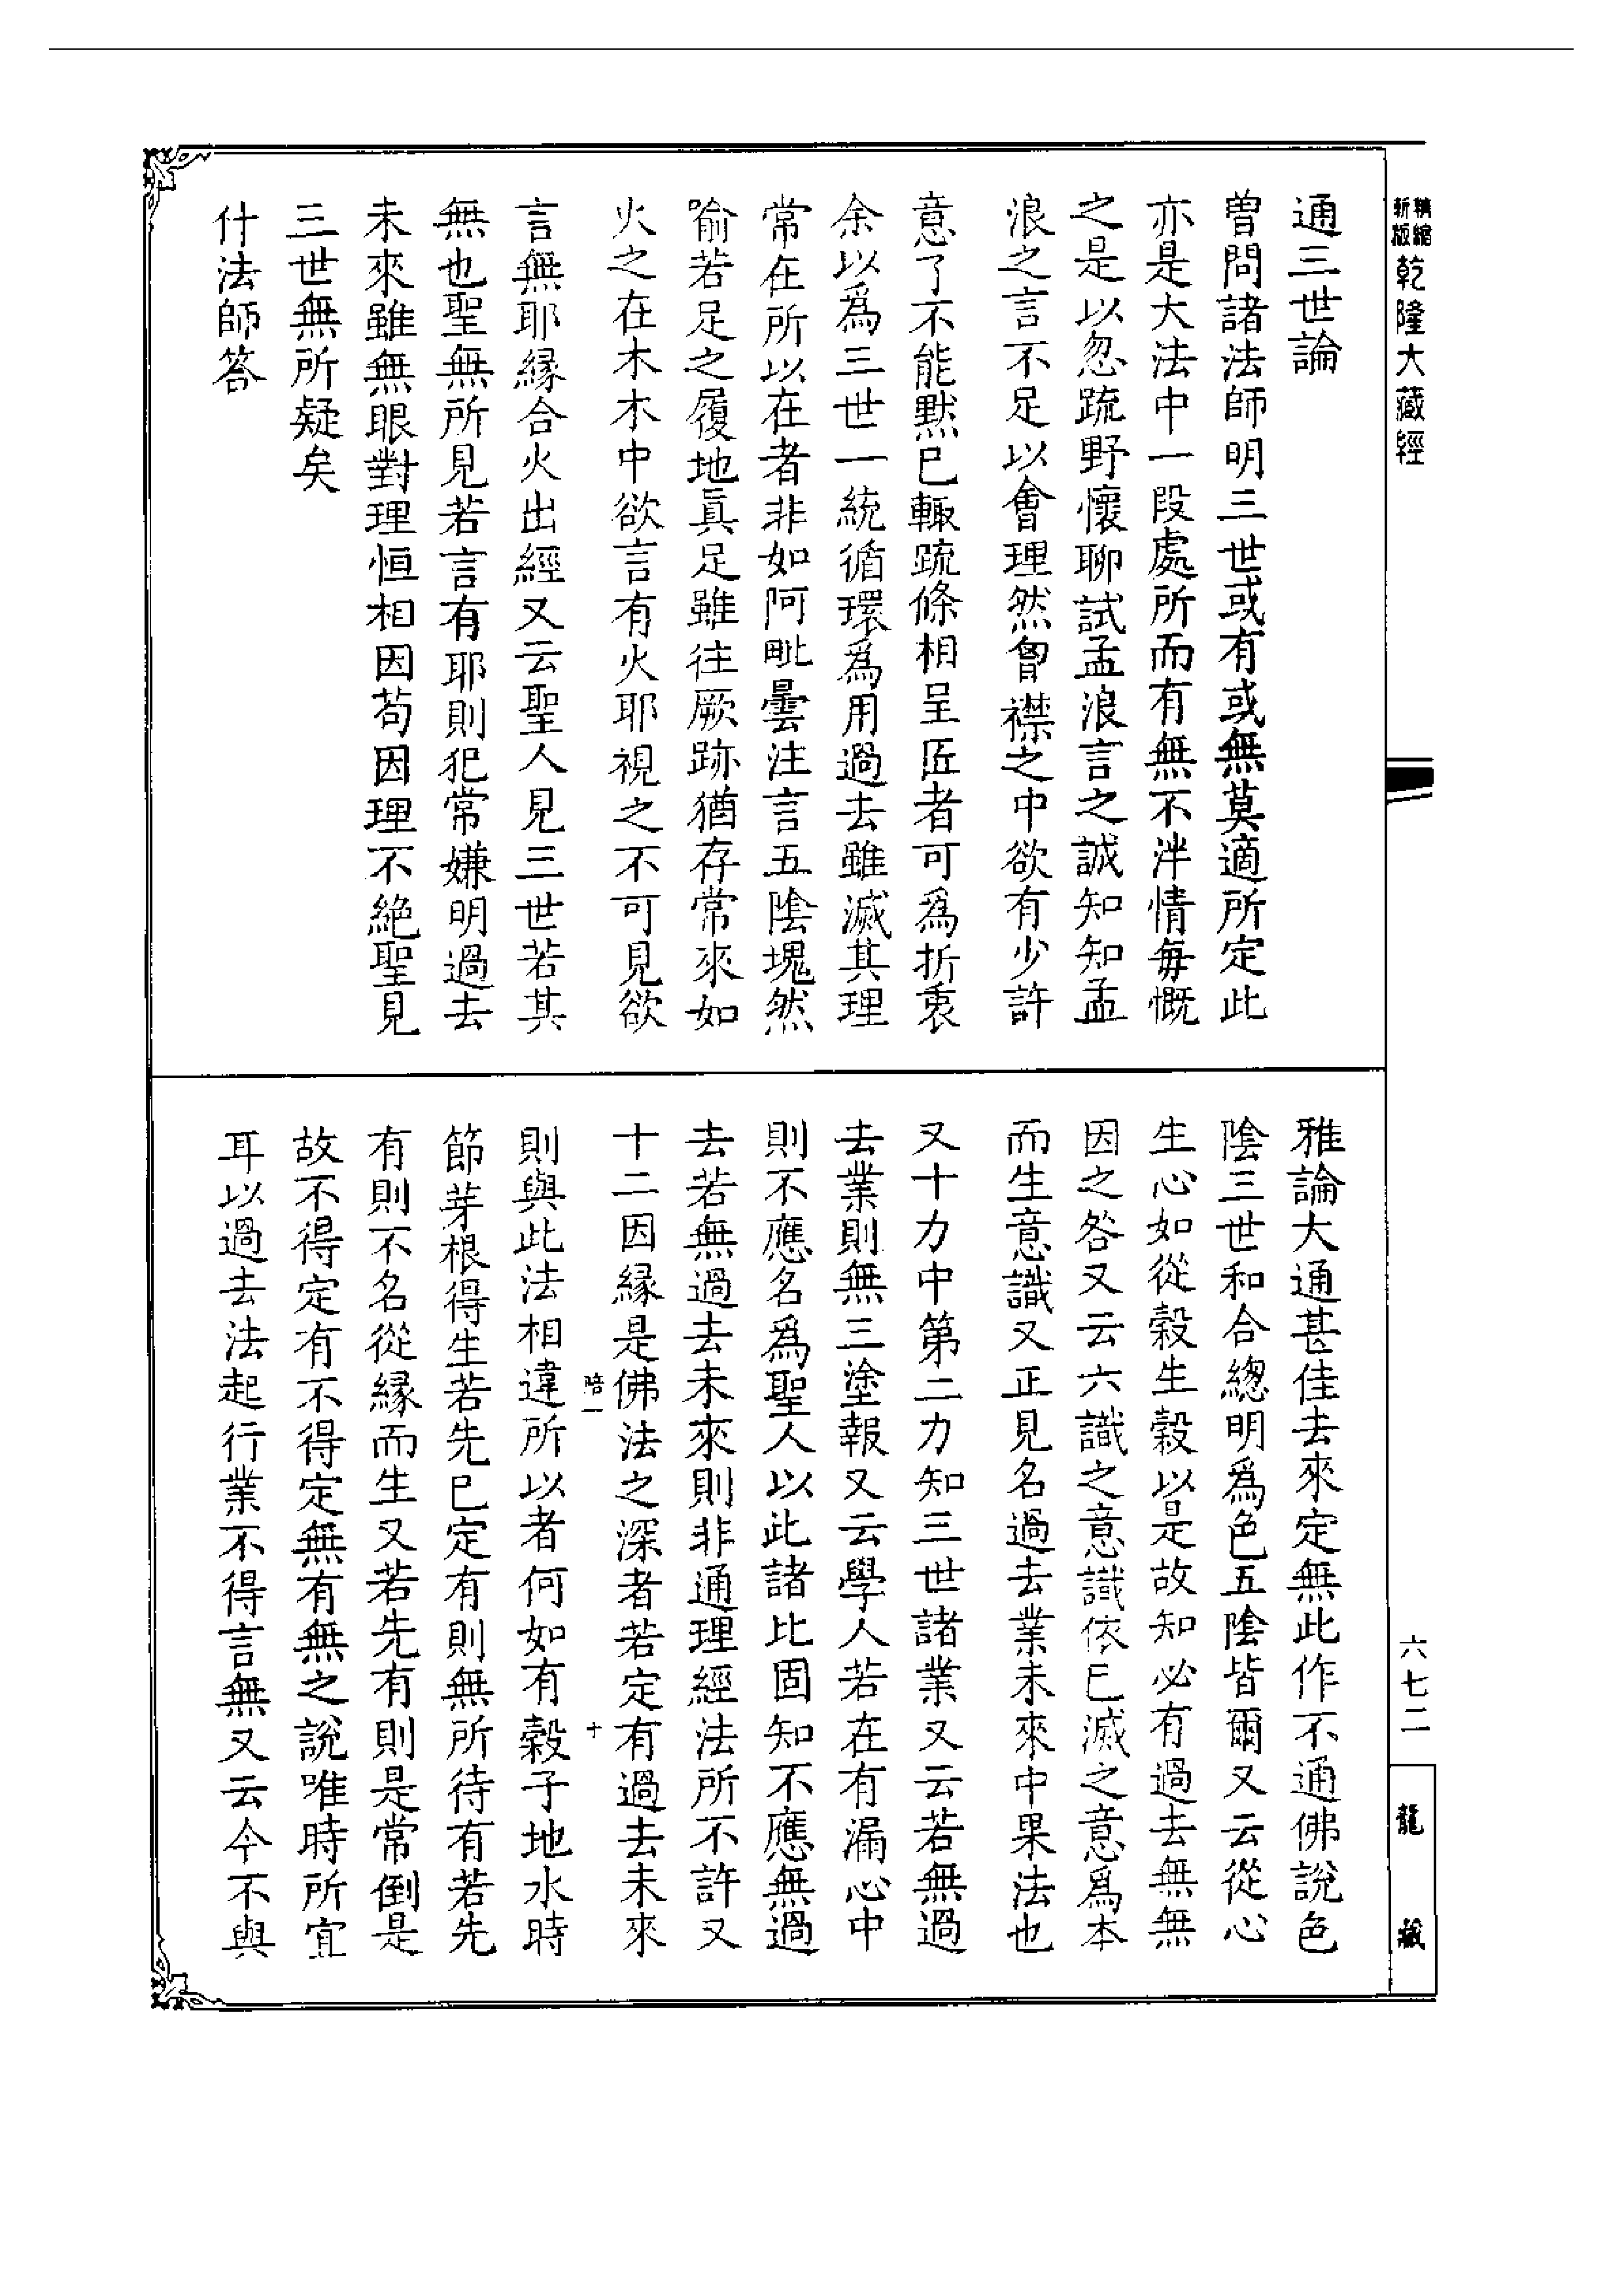 精縮新版乾隆大藏經
通三世論
曾問諸法師明三世或有或無莫適所定此
亦是大法中一段處所而有無不泮情每慨
之是以忽疏野懷聊試孟浪言之誠知知孟
浪之言不足以會理然胷襟之中欲有少許
意了不能默已輙疏條相呈匠者可爲折衷
余以爲三世一統循環爲用過去雖滅其理
常在所以在者非如阿毗曇注言五陰塊然
喻若足之履地眞足雖往厥跡猶存常來如
火之在木木中欲言有火耶視之不可見欲
言無耶緣合火出經又云聖人見三世若其
無也聖無所見若言有耶則犯常嫌明過去
未來雖無眼對理恒相因苟因理不絶聖見
三世無所疑矣
什法師答
雅論大通甚佳去來定無此作不通佛說色
陰三世和合總明爲色五陰皆爾又云從心
生心如從穀生穀以是故知必有過去無無
因之咎又云六識之意識依已滅之意爲本
而生意識又正見名過去業未來中果法也
又十力中第二力知三世諸業又云若無過
去業則無三塗報又云學人若在有漏心中
則不應名爲聖人以此諸比固知不應無過
去若無過去未來則非通理經法所不許又
十二因緣是佛法之深者若定有過去未來
陪一 十
則與此法相違所以者何如有穀子地水時
節芽根得生若先已定有則無所待有若先
有則不名從緣而生又若先有則是常倒是
故不得定有不得定無有無之說唯時所宜
耳以過去法起行業不得言無又云今不與
六七二
龍藏